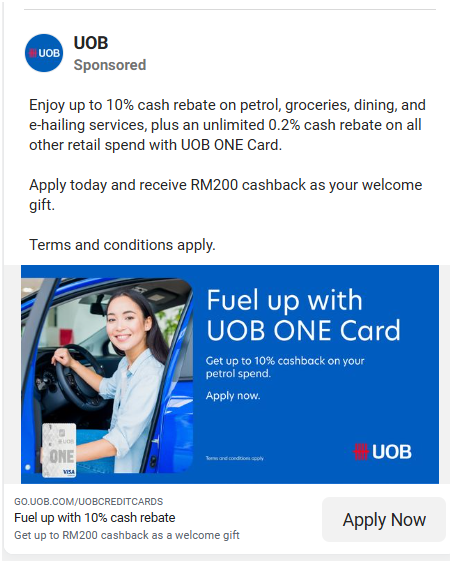 UOB
UOB
Sponsored
Enjoy up to 10% cash rebate on petrol, groceries, dining, and
e-hailing services, plus an unlimited 0.2% cash rebate on all
other retail spend with UOB ONE Card.
Apply today and receive RM200 cashback as your welcome
gift.
Terms and conditions apply.
Fuel up with
UOB ONE Card
Get up to 10% cashback on your
petrol spend.
Apply now.
UOB
ONE
VISA
Terms and conditions apply
UOB
GO.UOB.COM/UOBCREDITCARDS
Fuel up with 10% cash rebate
Get up to RM200 cashback as a welcome gift
Apply Now